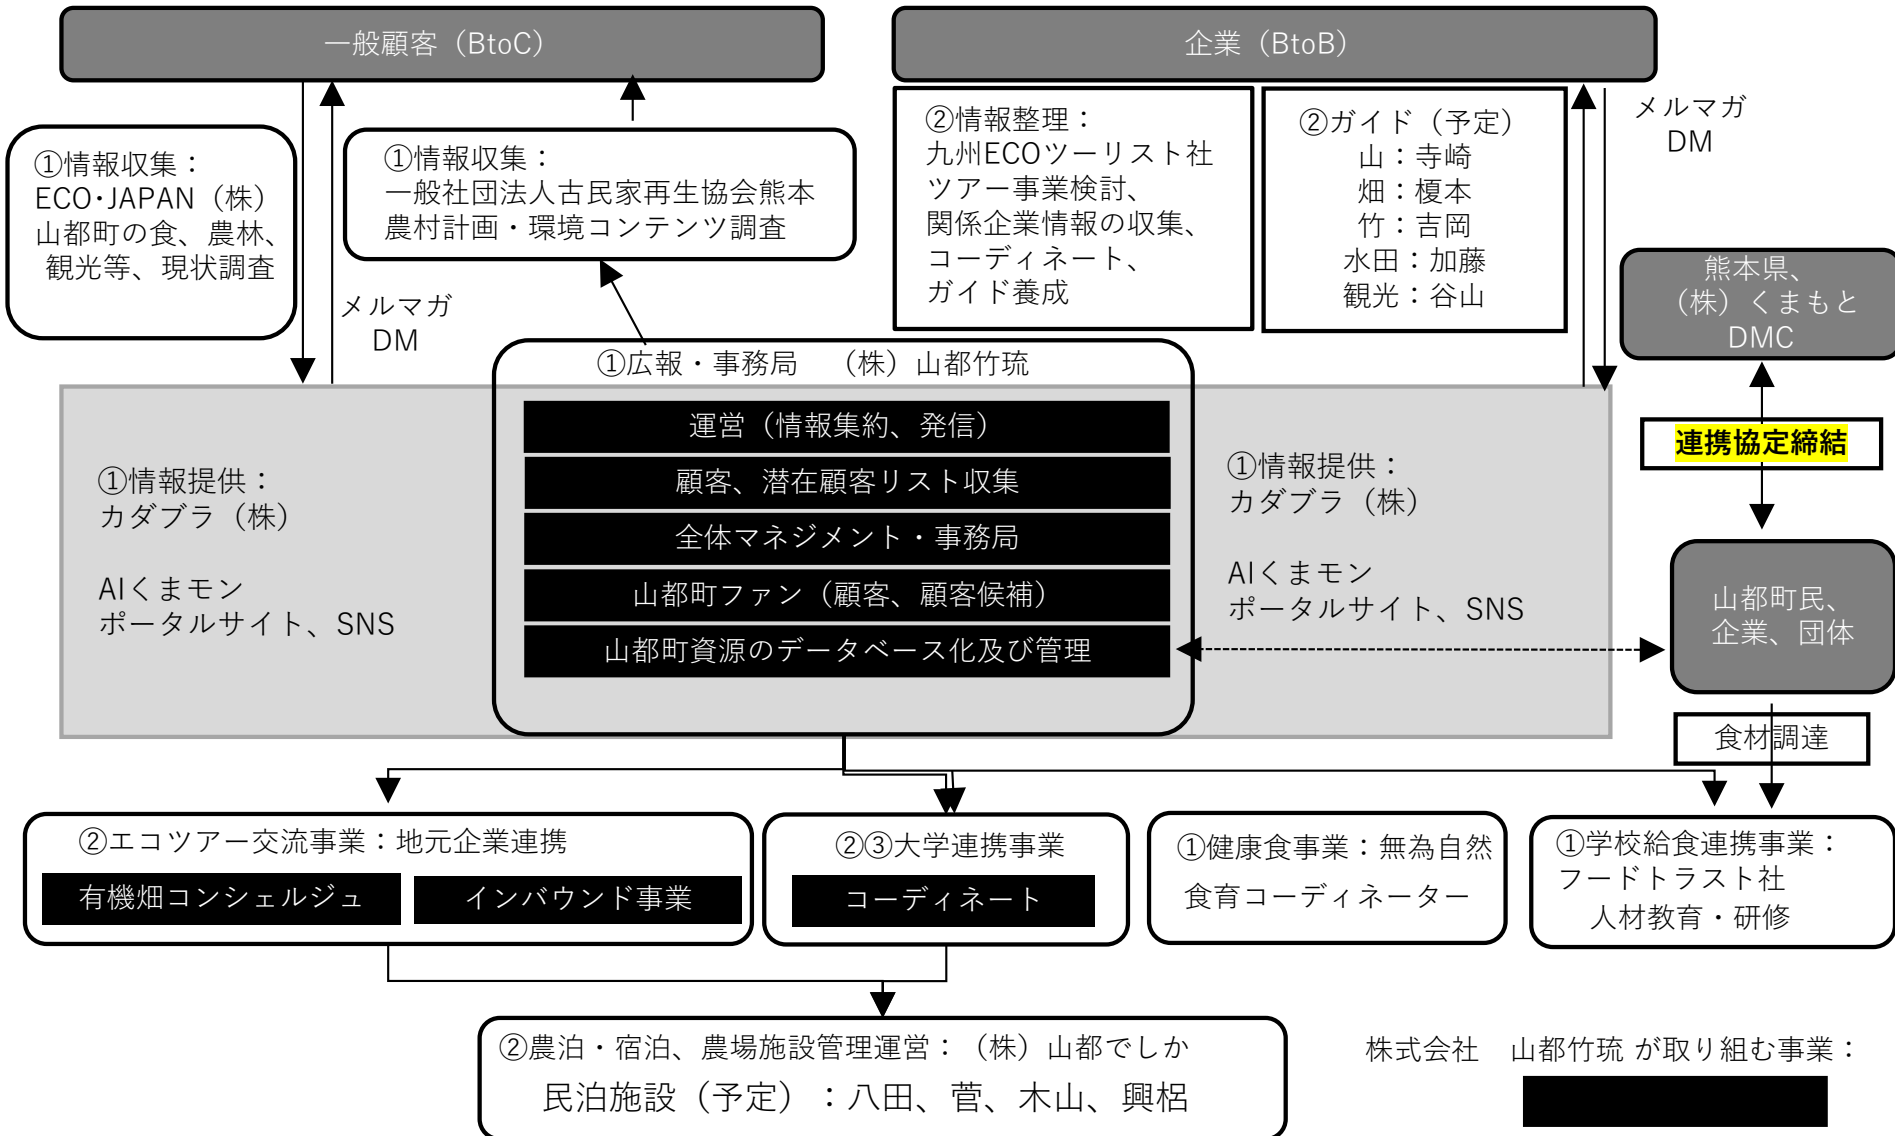 一般顧客（BtoC）
企業（BtoB）
①情報収集：
ECO･JAPAN（株）
山都町の食、農林、
観光等、現状調査
①情報収集：
一般社団法人古民家再生協会熊本
農村計画・環境コンテンツ調査
②情報整理：
九州ECOツーリスト社
ツアー事業検討、
関係企業情報の収集、
コーディネート、
ガイド養成
②ガイド（予定）
山：寺崎
畑：榎本
竹：吉岡
水田：加藤
観光：谷山
メルマガ
DM
メルマガ
DM
熊本県、
（株）くまもと
DMC
連携協定締結
①広報・事務局　（株）山都竹琉
運営（情報集約、発信）
顧客、潜在顧客リスト収集
全体マネジメント・事務局
山都町ファン（顧客、顧客候補）
山都町資源のデータベース化及び管理
①情報提供：
カダブラ（株）
AIくまモン
ポータルサイト、SNS
①情報提供：
カダブラ（株）
AIくまモン
ポータルサイト、SNS
山都町民、
企業、団体
食材調達
②エコツアー交流事業：地元企業連携
有機畑コンシェルジュ
インバウンド事業
②③大学連携事業
コーディネート
①健康食事業：無為自然
食育コーディネーター
①学校給食連携事業：
フードトラスト社
人材教育・研修
②農泊・宿泊、農場施設管理運営：（株）山都でしか
民泊施設（予定）：八田、菅、木山、興梠
株式会社　山都竹琉 が取り組む事業：